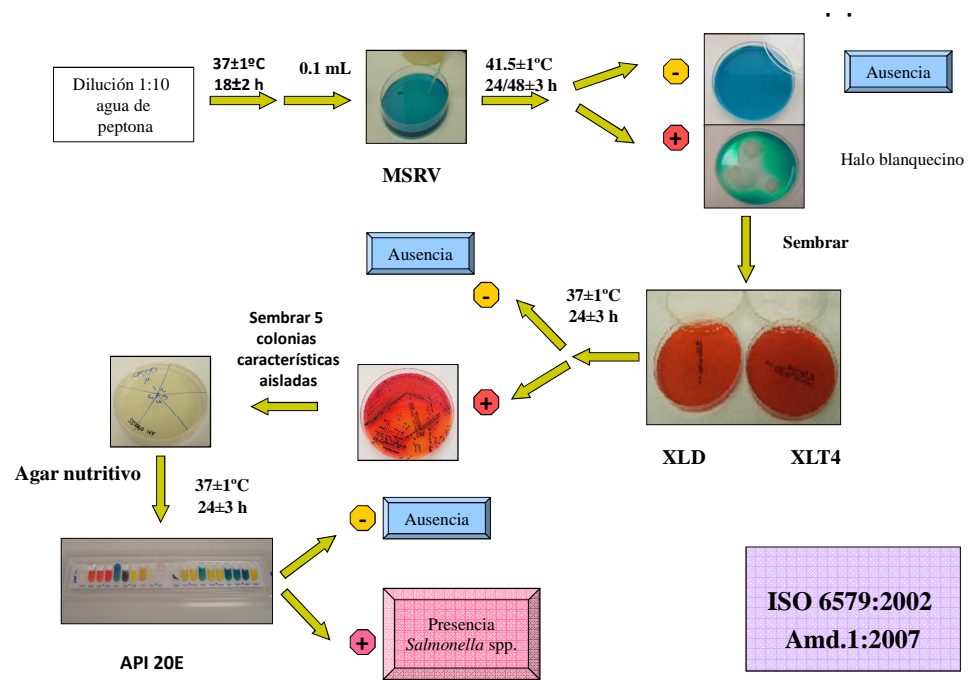 Dilución 1:10
agua de
peptona
37±1ºC
18±2 h
0.1 mL
MSRV
41.5±1ºC
24/48±3 h
-
Ausencia
+
Halo blanquecino
Sembrar
XLD
XLT4
37±1ºC
24±3 h
-
Ausencia
+
Sembrar 5
colonias
características
aisladas
Agar nutritivo
37±1ºC
24±3 h
API 20E
-
Ausencia
+
Presencia
Salmonella spp.
ISO 6579:2002
Amd.1:2007